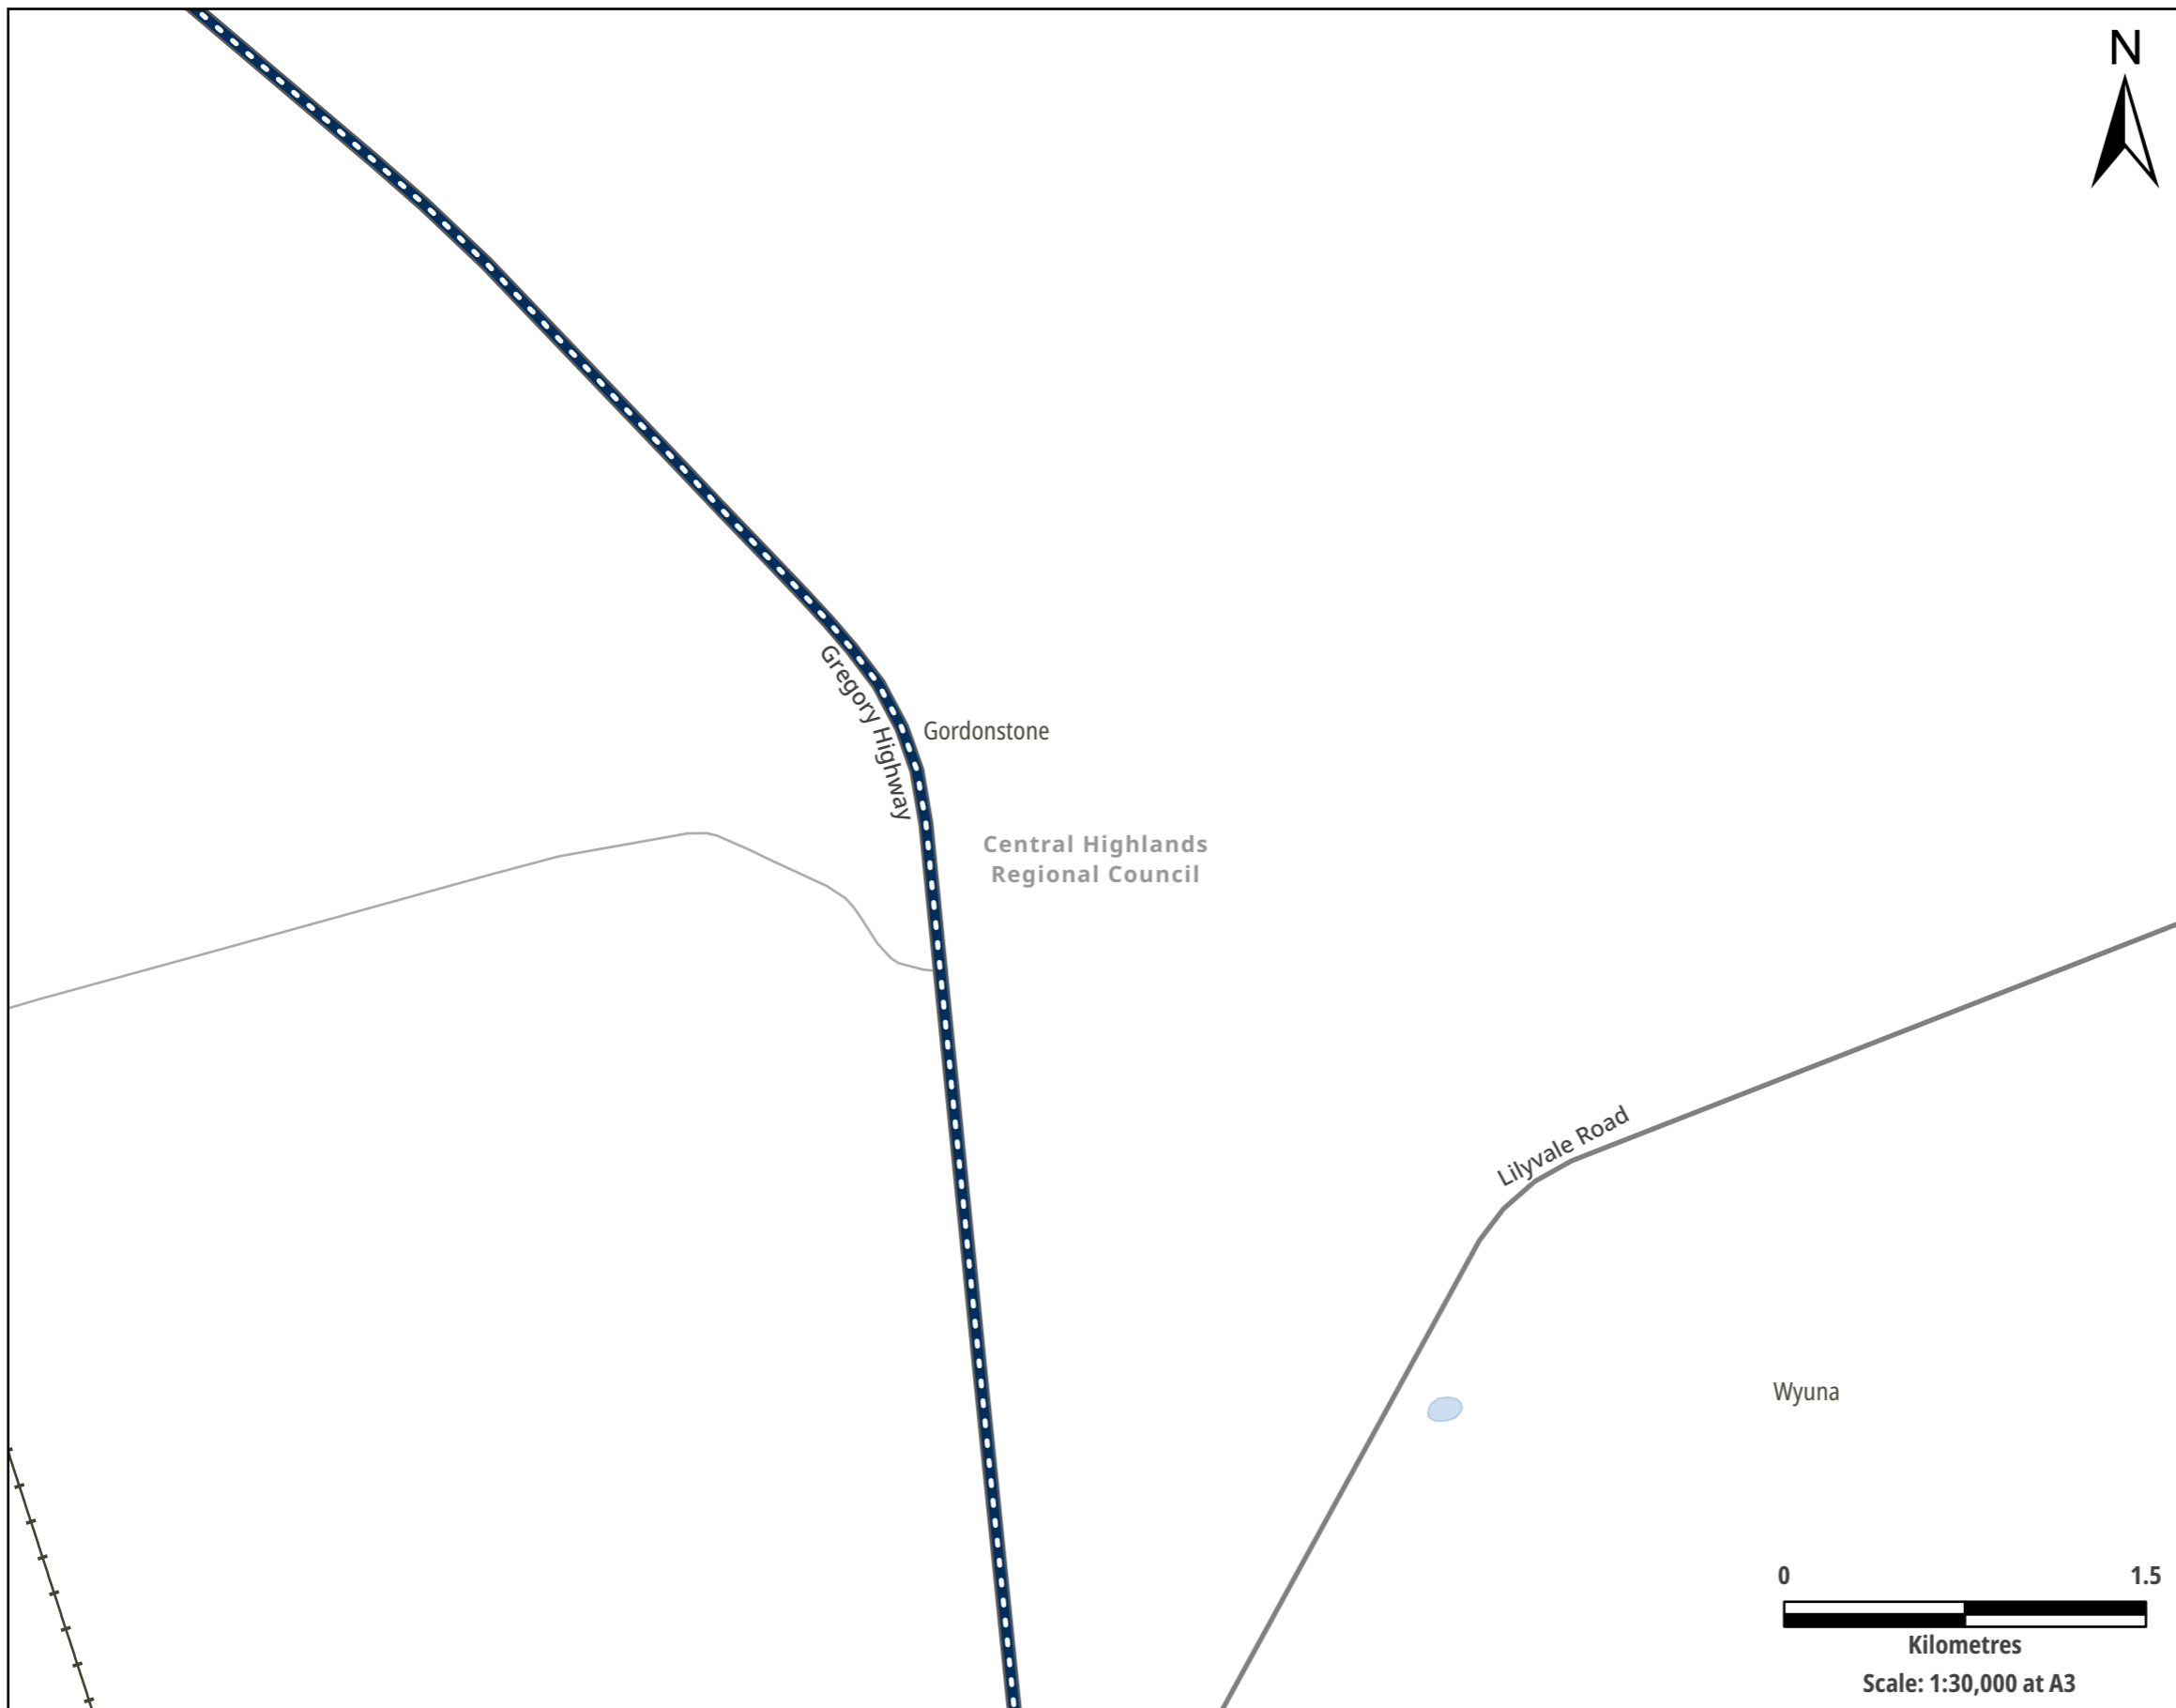 N
Gregory Highway
Gordonstone
Central Highlands
Regional Council
Lilyvale Road
Wyuna
0 1.5
Kilometres
Scale: 1:30,000 at A3